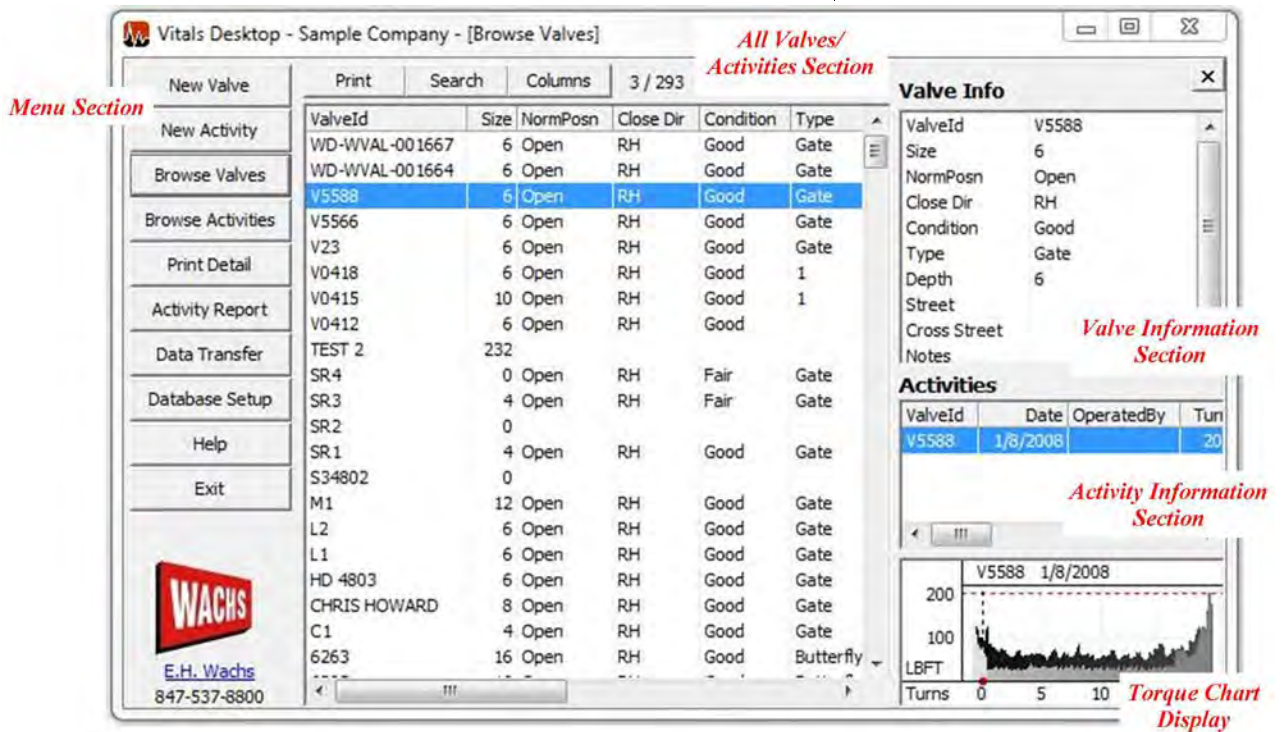 Vitals Desktop - Sample Company - [Browse Valves]
All Valves/
Activities Section
Menu Section
New Valve
New Activity
Browse Valves
Browse Activities
Print Detail
Activity Report
Data Transfer
Database Setup
Help
Exit
WACHS
E.H. Wachs
847-537-8800
Print Search Columns 3 / 293
ValveId Size NormPosn Close Dir Condition Type
WD-WVAL-001667 6 Open RH Good Gate
WD-WVAL-001664 6 Open RH Good Gate
V5588 6 Open RH Good Gate
V5566 6 Open RH Good Gate
V23 6 Open RH Good Gate
V0418 6 Open RH Good 1
V0415 10 Open RH Good 1
V0412 6 Open RH Good
TEST 2 232
SR4 0 Open RH Fair Gate
SR3 4 Open RH Fair Gate
SR2 0
SR1 4 Open RH Good Gate
S34802 0
M1 12 Open RH Good Gate
L2 6 Open RH Good Gate
L1 6 Open RH Good Gate
HD 4803 6 Open RH Good Gate
CHRIS HOWARD 8 Open RH Good Gate
C1 4 Open RH Good Gate
6263 16 Open RH Good Butterfly
Valve Info
ValveId V5588
Size 6
NormPosn Open
Close Dir RH
Condition Good
Type Gate
Depth 6
Street
Cross Street
Notes
Valve Information
Section
Activities
ValveId Date OperatedBy Tun
V5588 1/8/2008 20
Activity Information
Section
V5588 1/8/2008
200
100
LBFT
Turns 0 5 10
Torque Chart
Display